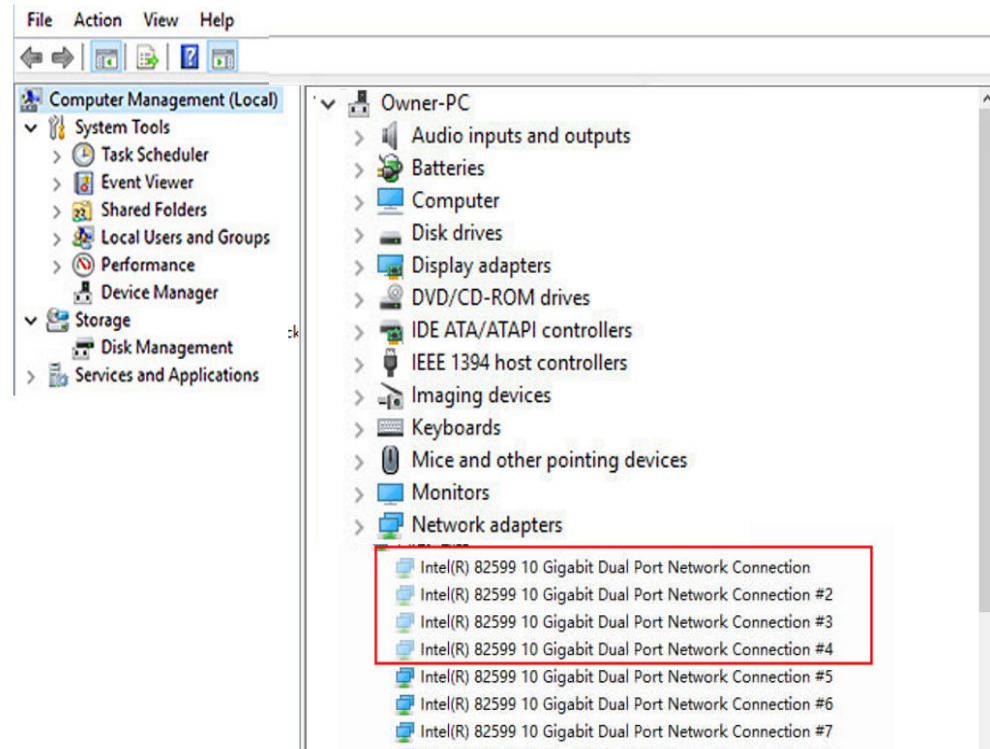 File Action View Help
Computer Management (Local)
System Tools
Task Scheduler
Event Viewer
Shared Folders
Local Users and Groups
Performance
Device Manager
Storage
Disk Management
Services and Applications
Owner-PC
Audio inputs and outputs
Batteries
Computer
Disk drives
Display adapters
DVD/CD-ROM drives
IDE ATA/ATAPI controllers
IEEE 1394 host controllers
Imaging devices
Keyboards
Mice and other pointing devices
Monitors
Network adapters
Intel(R) 82599 10 Gigabit Dual Port Network Connection
Intel(R) 82599 10 Gigabit Dual Port Network Connection #2
Intel(R) 82599 10 Gigabit Dual Port Network Connection #3
Intel(R) 82599 10 Gigabit Dual Port Network Connection #4
Intel(R) 82599 10 Gigabit Dual Port Network Connection #5
Intel(R) 82599 10 Gigabit Dual Port Network Connection #6
Intel(R) 82599 10 Gigabit Dual Port Network Connection #7